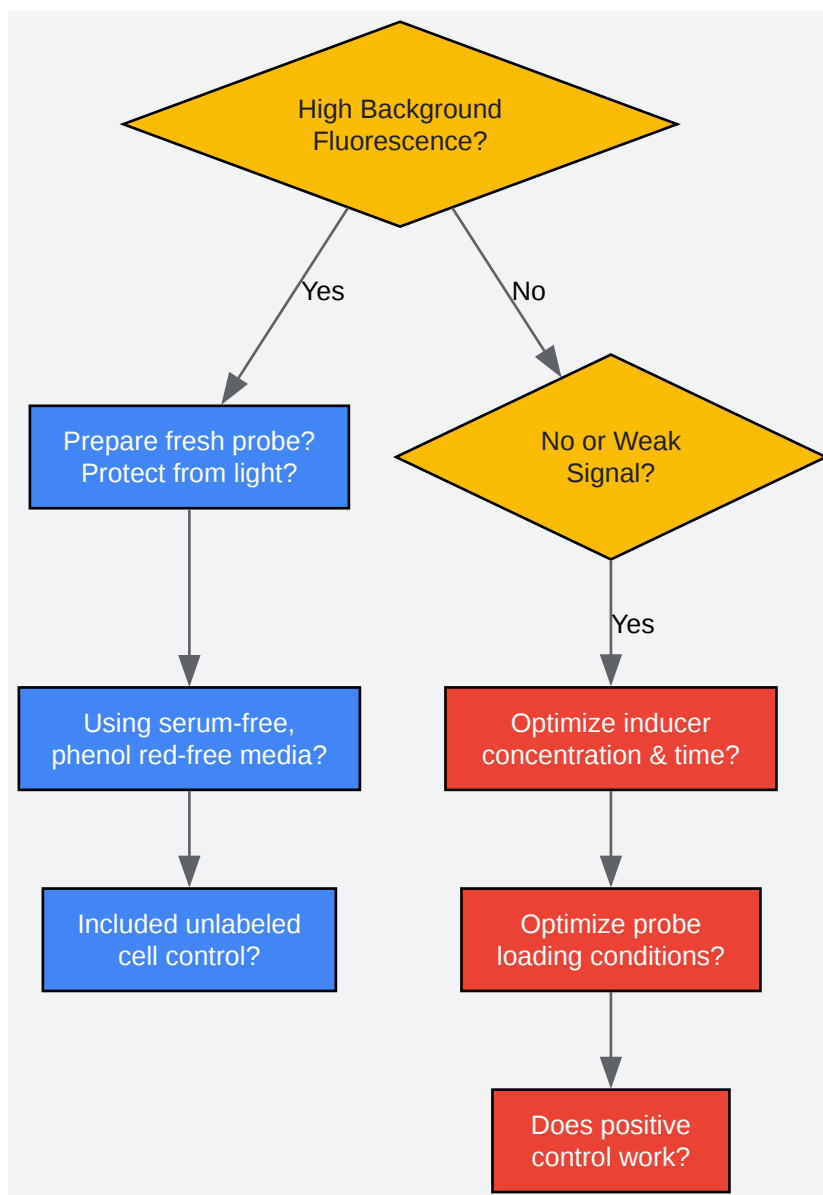 High Background
Fluorescence?
Yes
No
Prepare fresh probe?
Protect from light?
No or Weak
Signal?
Yes
Using serum-free,
phenol red-free media?
Optimize inducer
concentration & time?
Included unlabeled
cell control?
Optimize probe
loading conditions?
Does positive
control work?